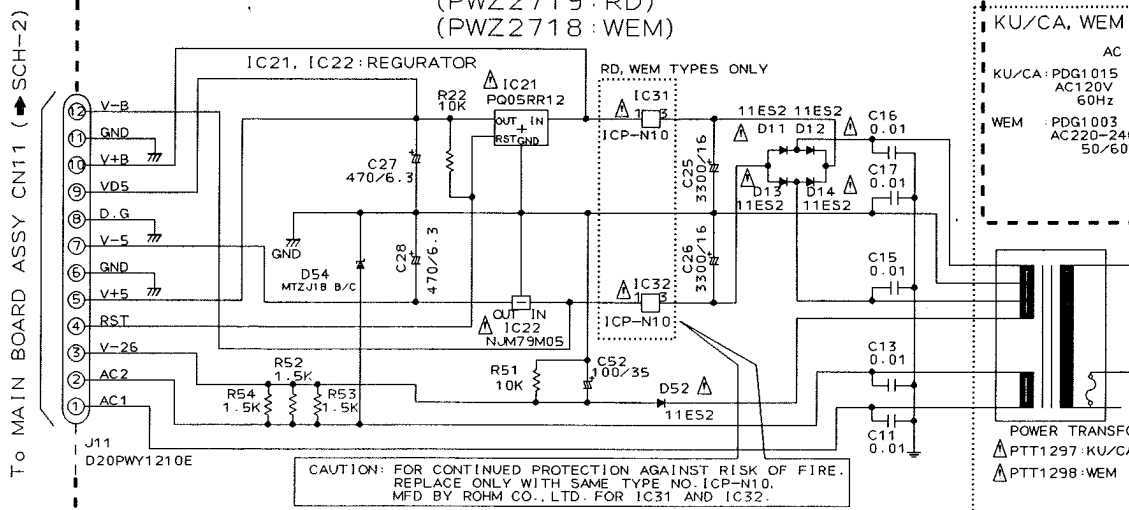 (PWZ2719:RD)
(PWZ2718:WEM)
To MAIN BOARD ASSY CN11 (➡SCH-2)
IC21, IC22:REGURATOR
RD, WEM TYPES ONLY
KU/CA, WEM
AC
KU/CA:PDG1015
AC120V
60Hz
WEM :PDG1003
AC220-240
50/60
12 V-B
11 GND
10 V+B
9 VD5
8 D.G
7 V-5
6 GND
5 V+5
4 RST
3 V-26
2 AC2
1 AC1
J11
D20PWY1210E
R22
10K
IC21
PQ05RR12
OUT IN
+
RST GND
IC31
1 3
ICP-N10
11ES2 11ES2
D11 D12
D13 D14
11ES2 11ES2
C16
0.01
C17
0.01
C27
470/6.3
C25
3300/16
GND
D54
MTZJ18 B/C
C28
470/6.3
C26
3300/16
IC32
1 3
ICP-N10
OUT IN
IC22
NJM79M05
C15
0.01
R52
1.5K
R54
1.5K
R53
1.5K
R51
10K
C52
100/35
D52
11ES2
C13
0.01
C11
0.01
POWER TRANSFO
PTT1297:KU/CA
PTT1298:WEM
CAUTION: FOR CONTINUED PROTECTION AGAINST RISK OF FIRE.
REPLACE ONLY WITH SAME TYPE NO.ICP-N10,
MFD BY ROHM CO., LTD. FOR IC31 AND IC32.